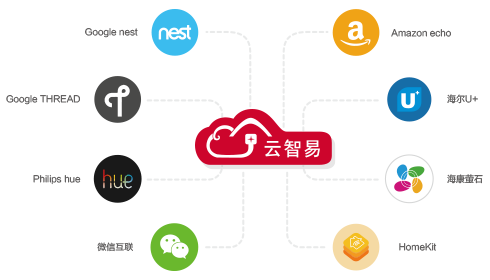 Google nest
nest
Amazon echo
a
Google THREAD
U+
海尔U+
云智易
Philips hue
hue
海康萤石
微信互联
HomeKit